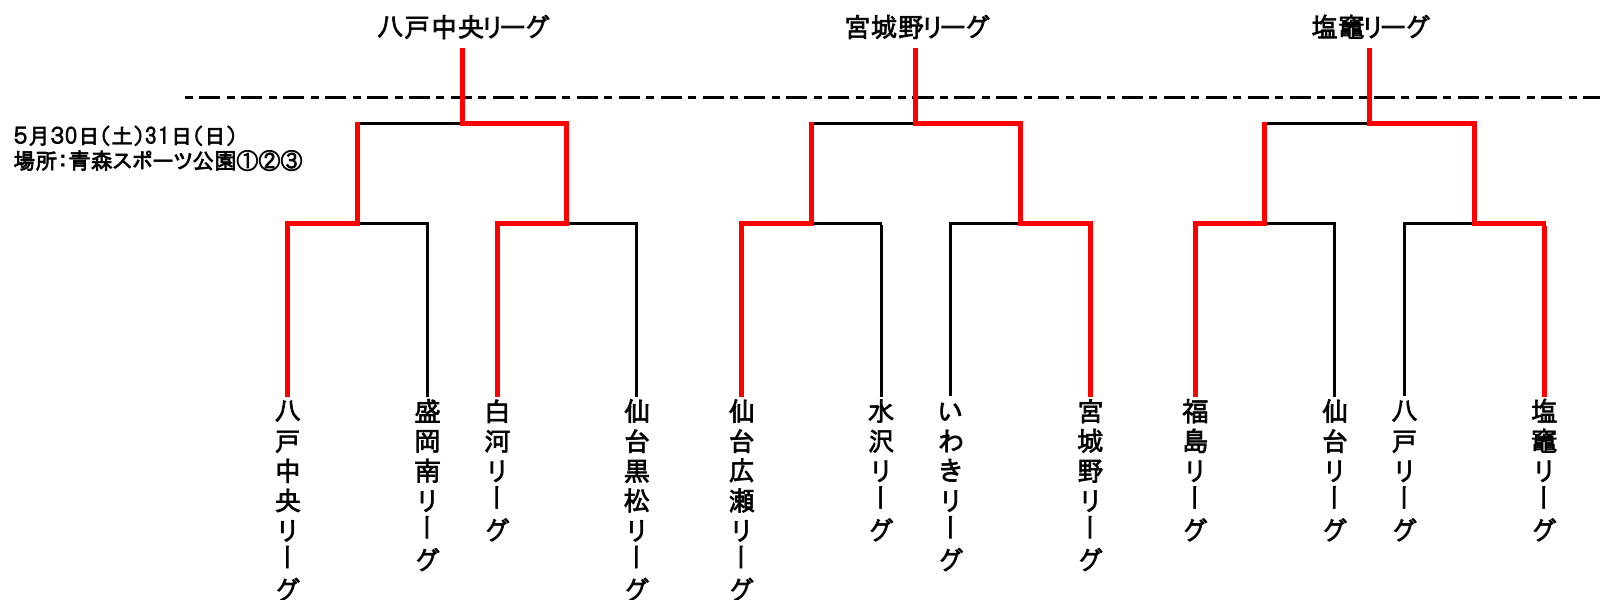 八戸中央リーグ
宮城野リーグ
塩竈リーグ
5月30日(土)31日(日)
場所：青森スポーツ公園①②③
八戸中央リーグ
盛岡南リーグ
白河リーグ
仙台黒松リーグ
仙台広瀬リーグ
水沢リーグ
いわきリーグ
宮城野リーグ
福島リーグ
仙台リーグ
八戸リーグ
塩竈リーグ